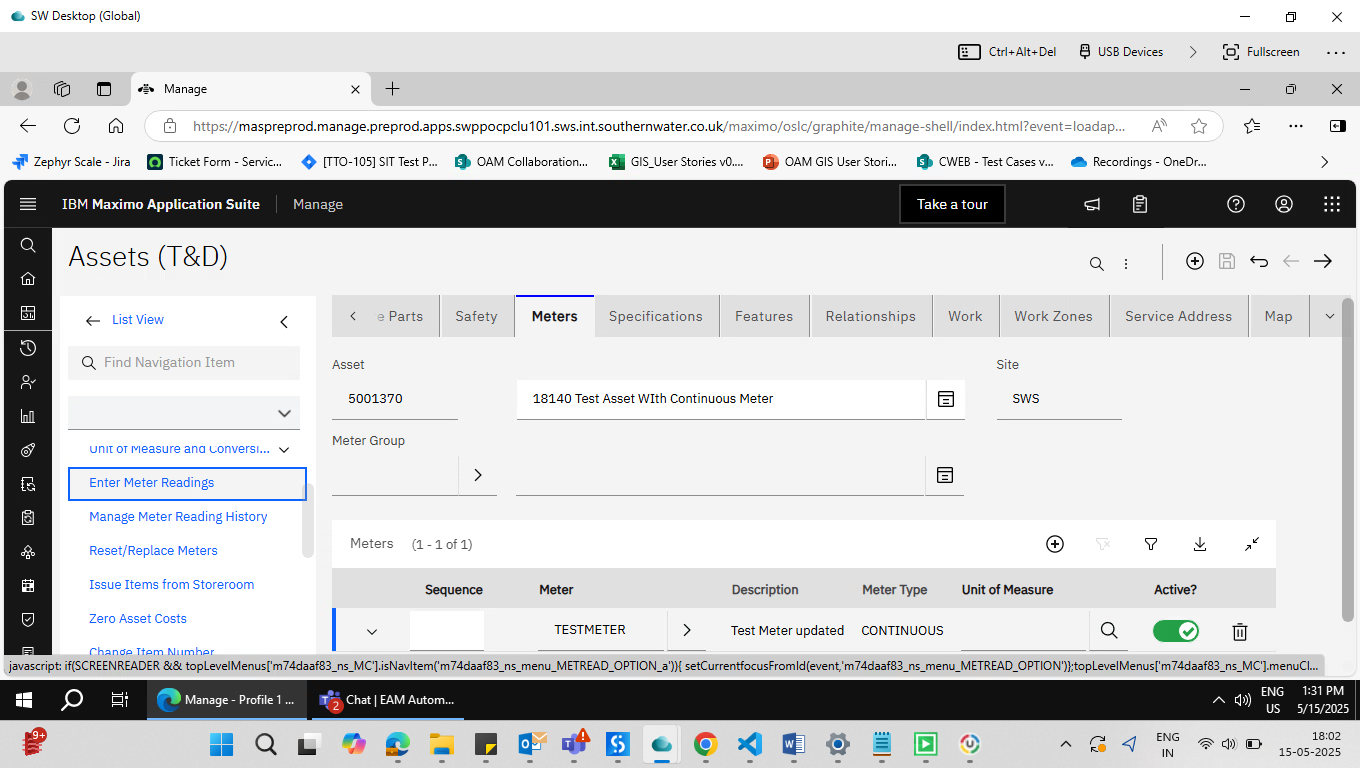 SW Desktop (Global)
Ctrl+Alt+Del
USB Devices
Fullscreen
Manage
https://maspreprod.manage.preprod.apps.swppocpclu101.sws.int.southernwater.co.uk/maximo/oslc/graphite/manage-shell/index.html?event=loadap...
Zephyr Scale - Jira
Ticket Form - Servic...
[TTO-105] SIT Test P...
OAM Collaboration...
GIS_User Stories v0....
OAM GIS User Stori...
CWEB - Test Cases v...
Recordings - OneDr...
IBM Maximo Application Suite
Manage
Take a tour
Assets (T&D)
List View
Find Navigation Item
Unit of Measure and Conversi...
Enter Meter Readings
Manage Meter Reading History
Reset/Replace Meters
Issue Items from Storeroom
Zero Asset Costs
Change Item Number
e Parts
Safety
Meters
Specifications
Features
Relationships
Work
Work Zones
Service Address
Map
Asset
Site
5001370
18140 Test Asset WIth Continuous Meter
SWS
Meter Group
Meters (1 - 1 of 1)
Sequence
Meter
Description
Meter Type
Unit of Measure
Active?
TESTMETER
Test Meter updated
CONTINUOUS
javascript: if(SCREENREADER && topLevelMenus['m74daaf83_ns_MC'].isNavItem('m74daaf83_ns_menu_METREAD_OPTION_a')){ setCurrentfocusFromId(event,'m74daaf83_ns_menu_METREAD_OPTION')};topLevelMenus['m74daaf83_ns_MC'].menuCl...
Manage - Profile 1 ...
2
Chat | EAM Autom...
ENG
US
1:31 PM
5/15/2025
9+
ENG
IN
18:02
15-05-2025